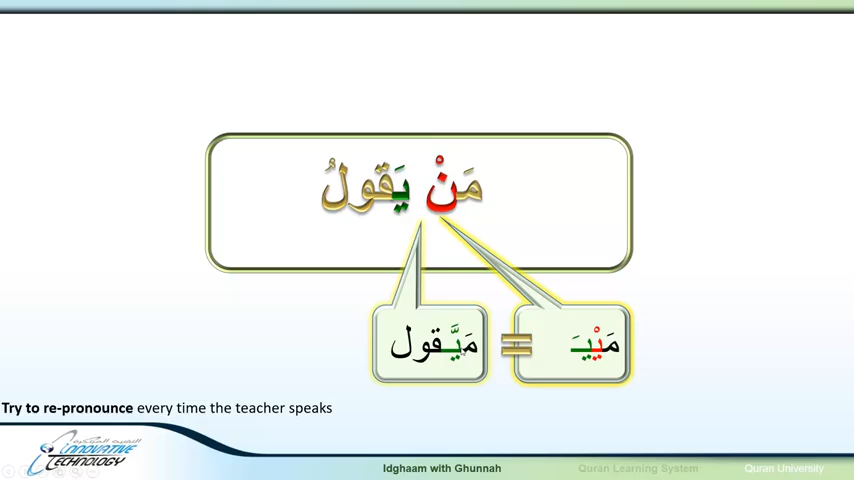 مَنْ يَقولُ
مَيْيَـ = مَيَّـقول
Try to re-pronounce every time the teacher speaks
INNOVATIVE
TECHNOLOGY
Idghaam with Ghunnah Quran Learning System Quran University